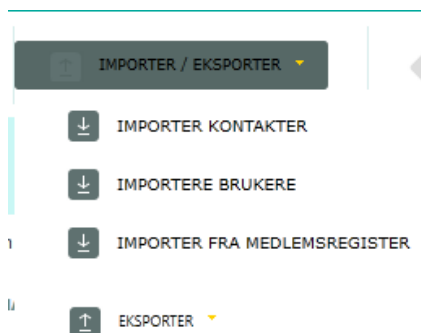 IMPORTER / EKSPORTER
IMPORTER KONTAKTER
IMPORTERE BRUKERE
IMPORTER FRA MEDLEMSREGISTER
EKSPORTER